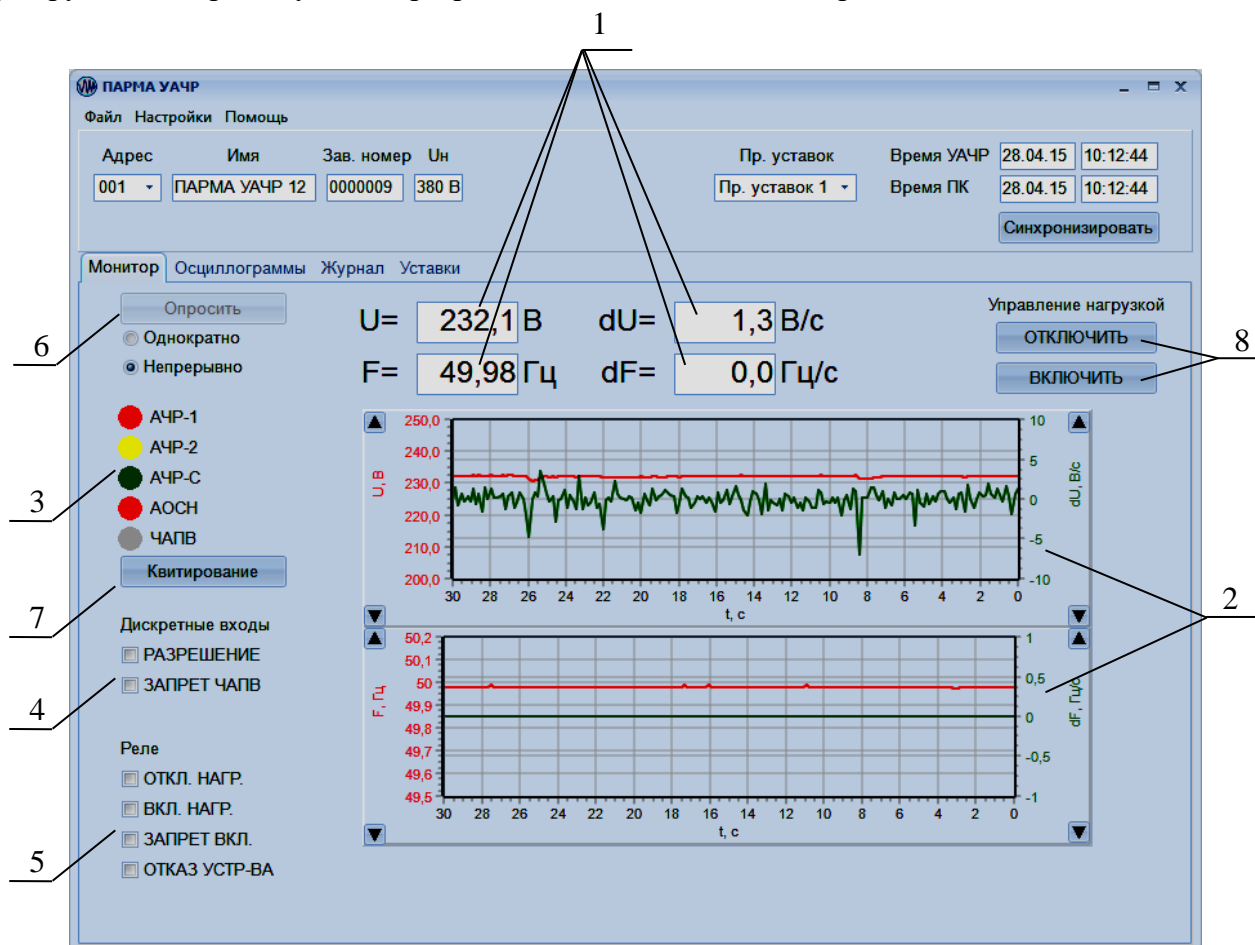 1
ПАРМА УАЧР
Файл Настройки Помощь
Адрес Имя Зав. номер Uн Пр. уставок Время УАЧР 28.04.15 10:12:44
001 ПАРМА УАЧР 12 0000009 380 В Пр. уставок 1 Время ПК 28.04.15 10:12:44
Синхронизировать
Монитор Осциллограммы Журнал Уставки
Опросить
Однократно
Непрерывно
6
U= 232,1 В dU= 1,3 В/с
F= 49,98 Гц dF= 0,0 Гц/с
Управление нагрузкой
ОТКЛЮЧИТЬ
ВКЛЮЧИТЬ
8
АЧР-1
АЧР-2
АЧР-С
АОСН
ЧАПВ
3
Квитирование
7
Дискретные входы
РАЗРЕШЕНИЕ
ЗАПРЕТ ЧАПВ
4
Реле
ОТКЛ. НАГР.
ВКЛ. НАГР.
ЗАПРЕТ ВКЛ.
ОТКАЗ УСТР-ВА
5
U,В
250,0
240,0
230,0
220,0
210,0
200,0
10
5
0
-5
-10
dU, В/с
30 28 26 24 22 20 18 16 14 12 10 8 6 4 2 0
t, с
2
F, Гц
50,2
50,1
50
49,9
49,8
49,7
49,6
49,5
1
0,5
0
-0,5
-1
dF, Гц/с
30 28 26 24 22 20 18 16 14 12 10 8 6 4 2 0
t, с